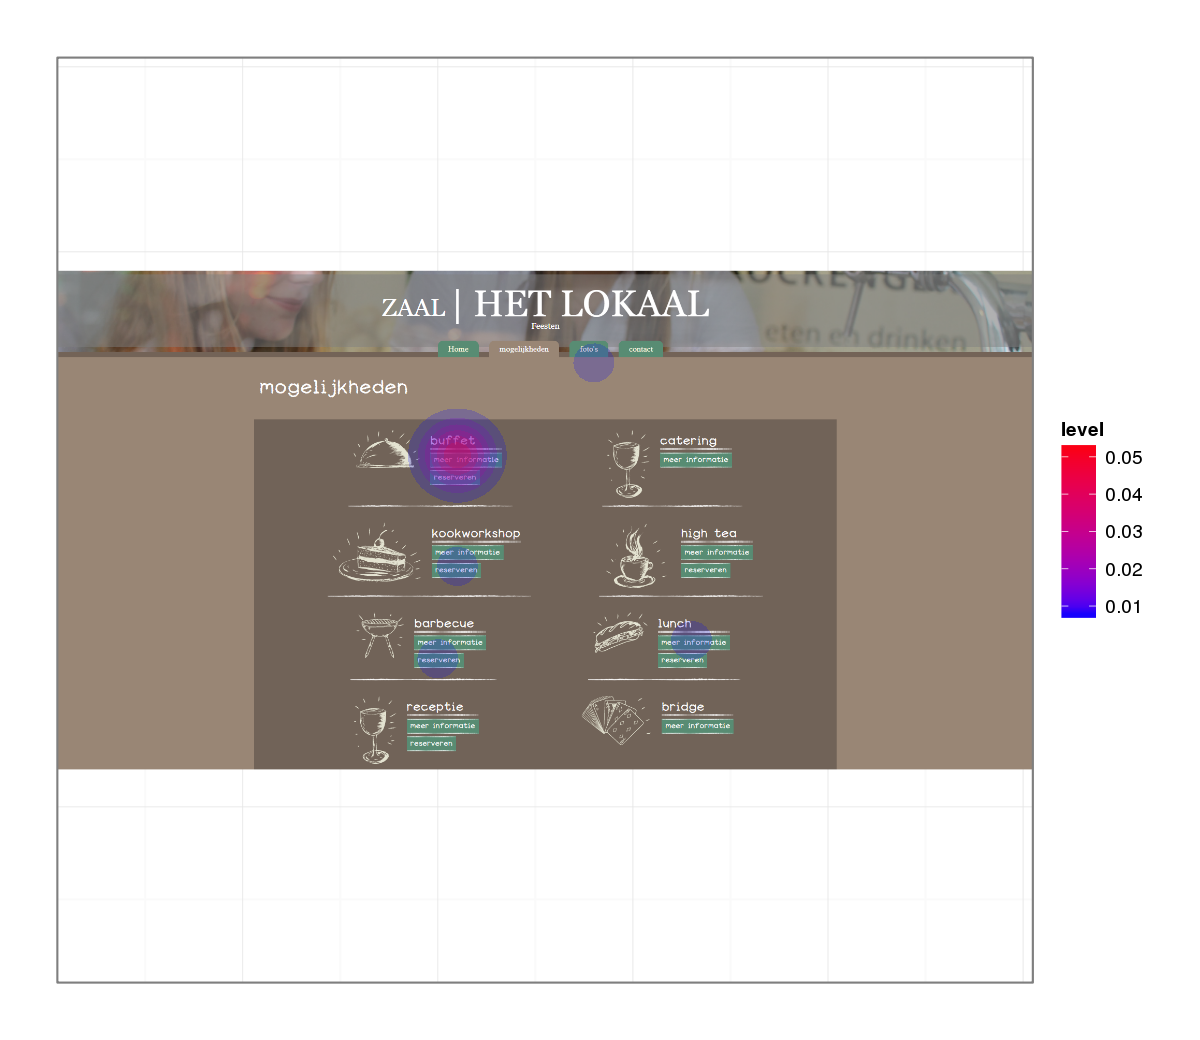 ZAAL | HET LOKAAL
Feesten
eten en drinken
Home mogelijkheden foto's contact
mogelijkheden
buffet
meer informatie
reserveren
catering
meer informatie
kookworkshop
meer informatie
reserveren
high tea
meer informatie
reserveren
barbecue
meer informatie
reserveren
lunch
meer informatie
reserveren
receptie
meer informatie
reserveren
bridge
meer informatie
level
0.05
0.04
0.03
0.02
0.01